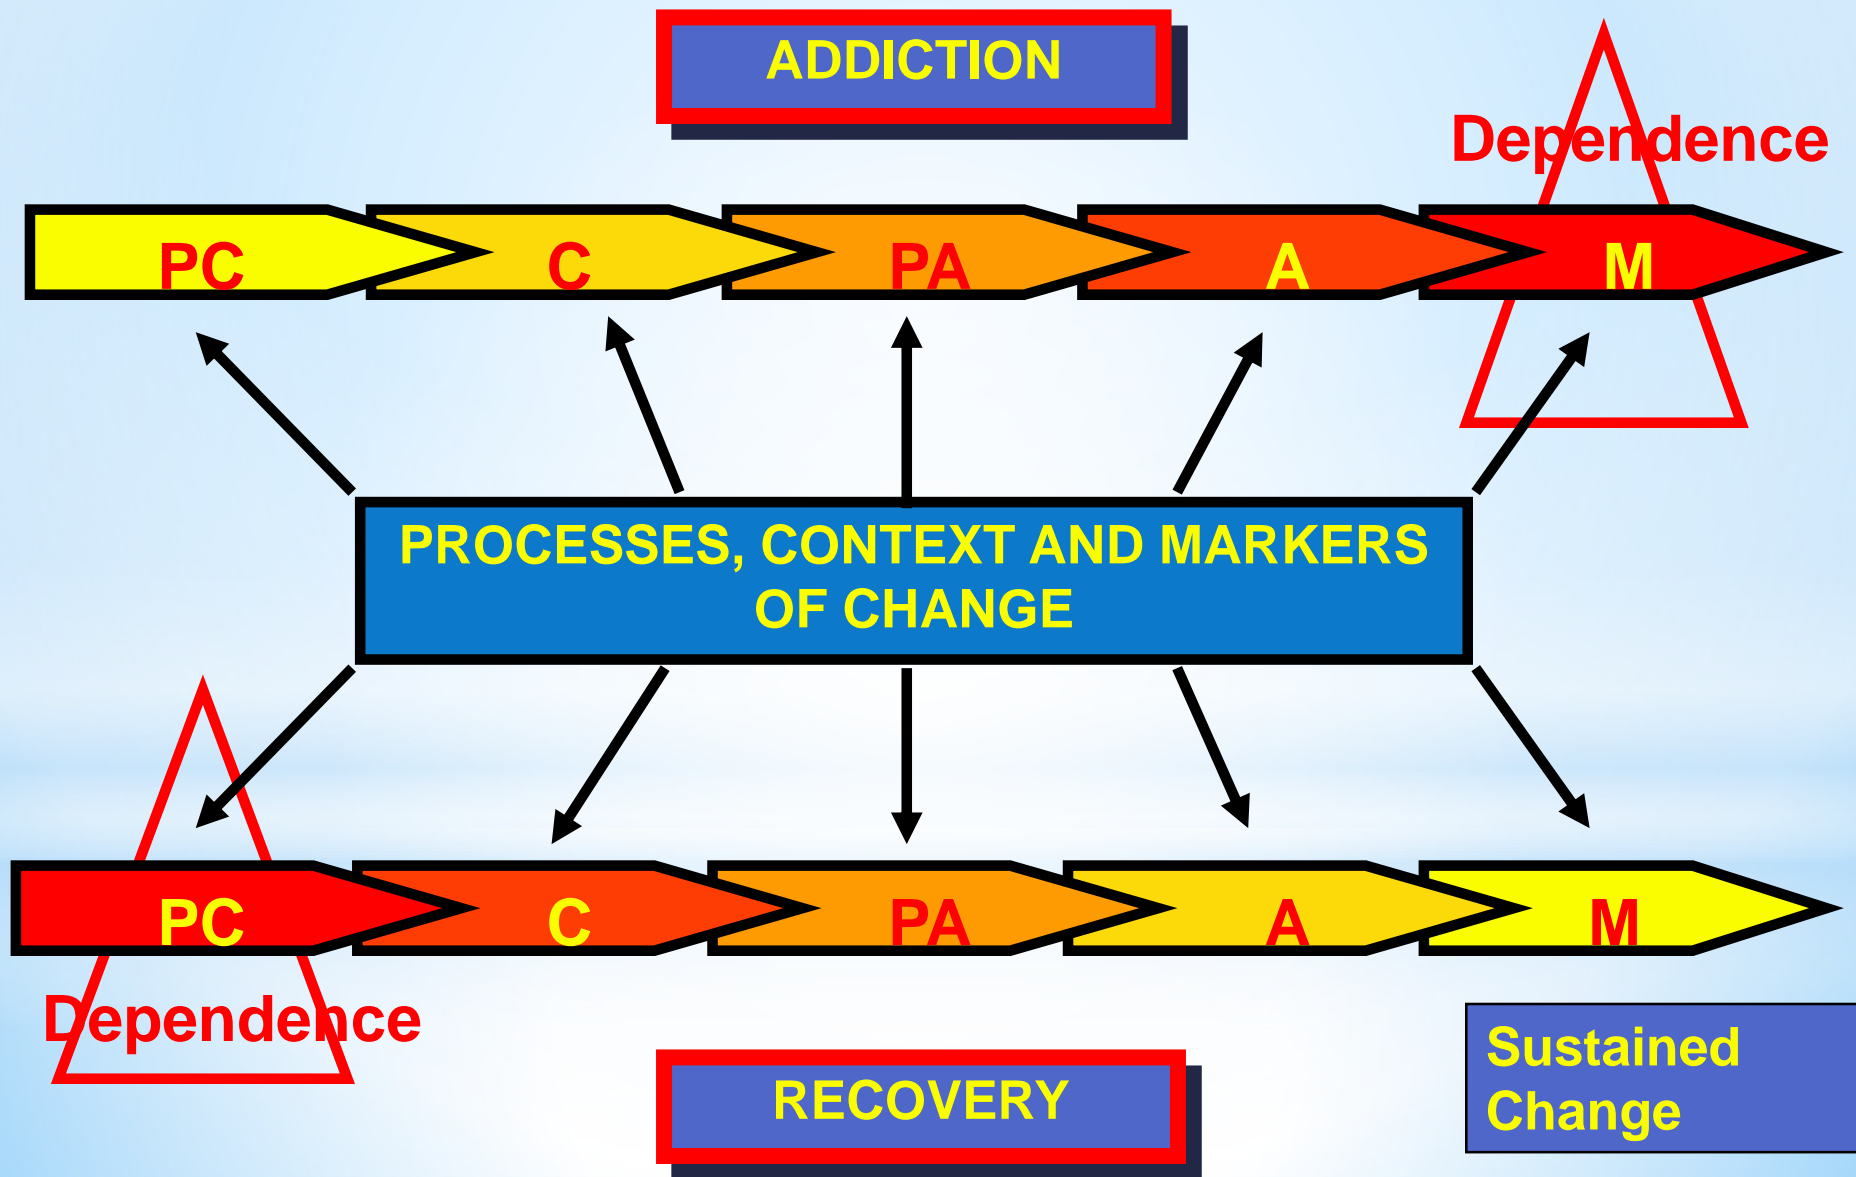 ADDICTION
Dependence
PC C PA A M
PROCESSES, CONTEXT AND MARKERS
OF CHANGE
PC C PA A M
Dependence
Sustained
Change
RECOVERY